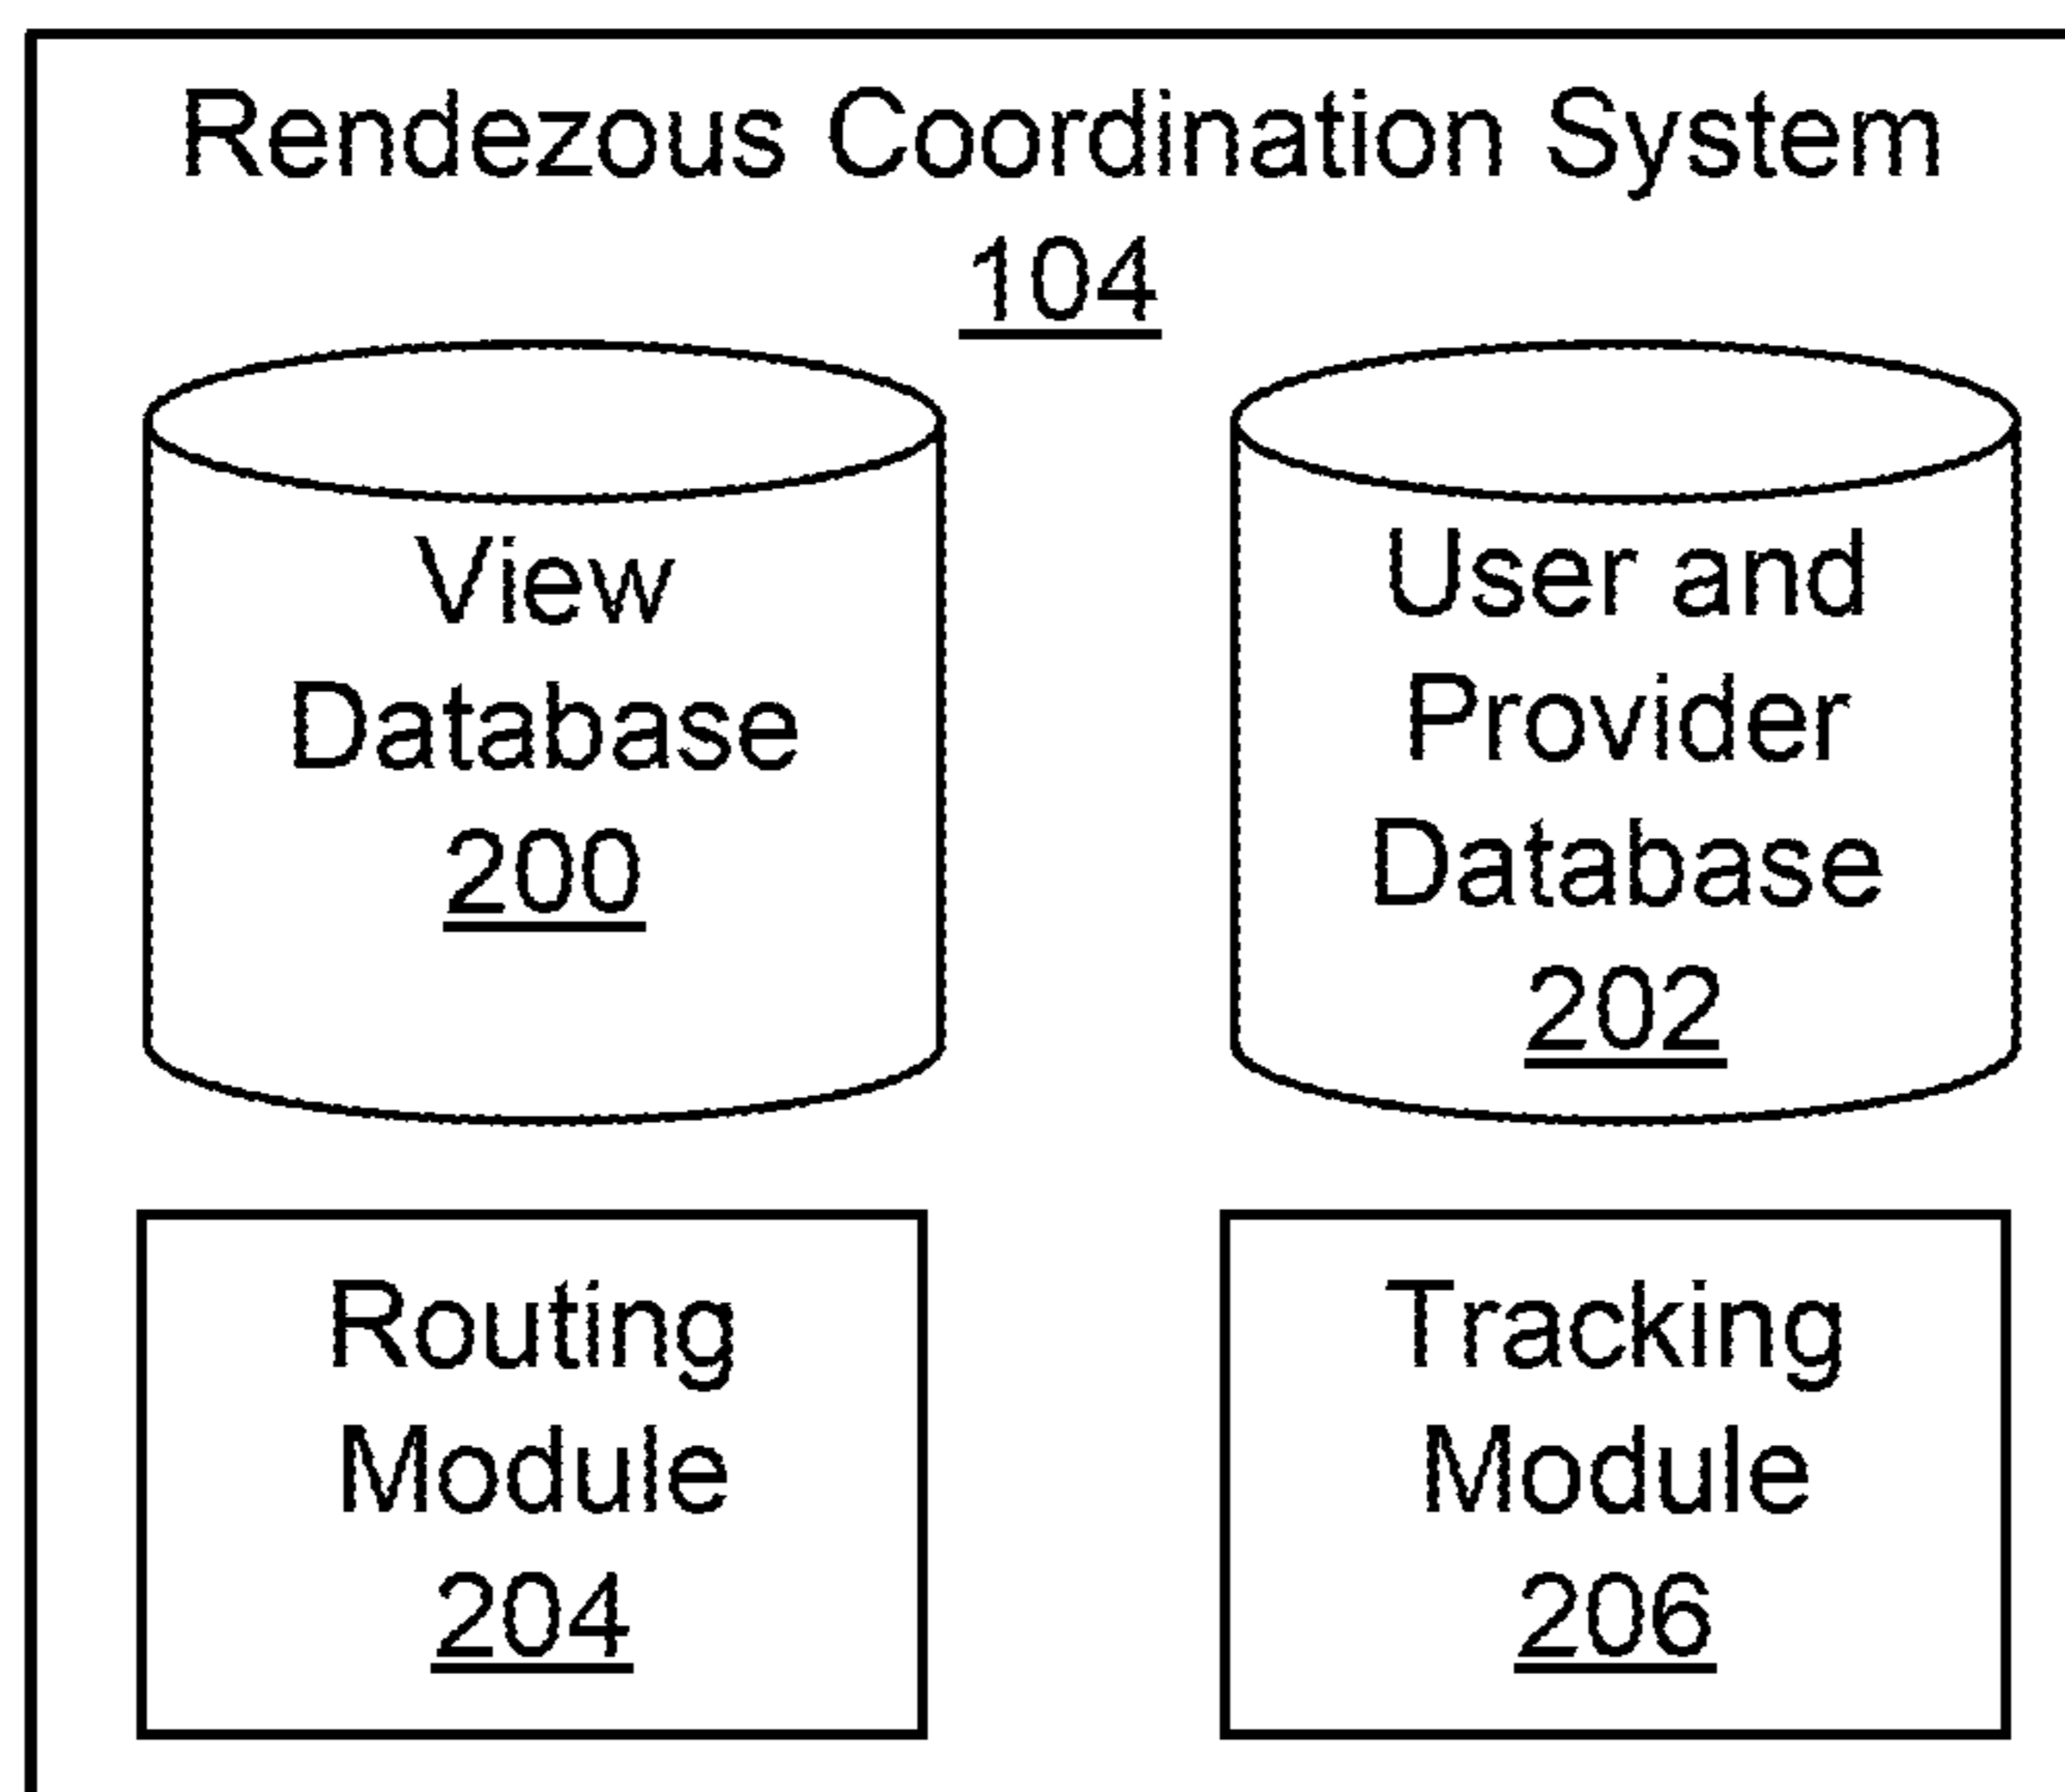 Rendezous Coordination System
104
View
Database
200
User and
Provider
Database
202
Routing
Module
204
Tracking
Module
206